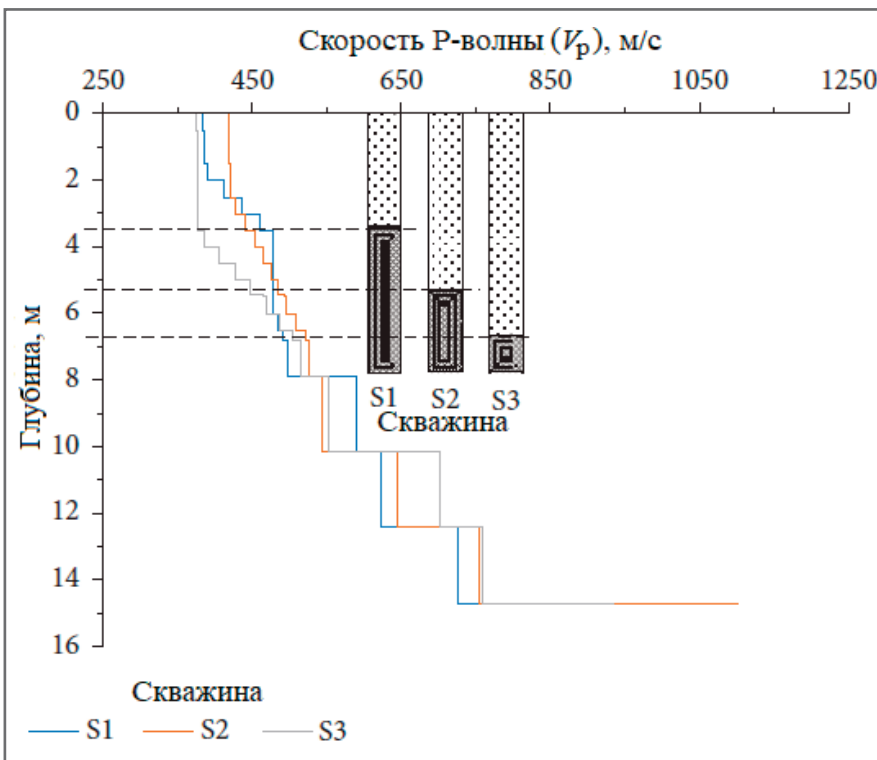 Скорость P-волны (Vp), м/с
250 450 650 850 1050 1250
Глубина, м
0
2
4
6
8
10
12
14
16
S1 S2 S3
Скважина
Скважина
S1 S2 S3